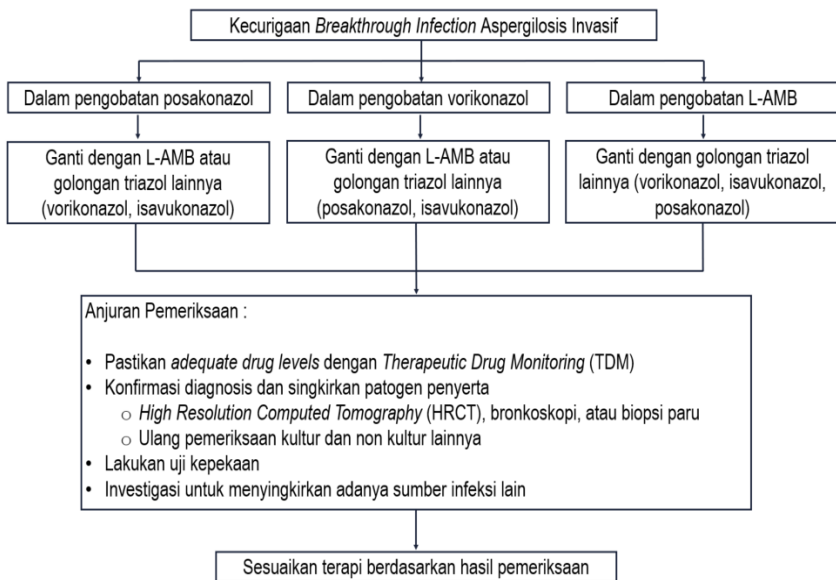 Kecurigaan Breakthrough Infection Aspergilosis Invasif
Dalam pengobatan posakonazol
Dalam pengobatan vorikonazol
Dalam pengobatan L-AMB
Ganti dengan L-AMB atau
golongan triazol lainnya
(vorikonazol, isavukonazol)
Ganti dengan L-AMB atau
golongan triazol lainnya
(posakonazol, isavukonazol)
Ganti dengan golongan triazol
lainnya (vorikonazol, isavukonazol,
posakonazol)
Anjuran Pemeriksaan :
• Pastikan adequate drug levels dengan Therapeutic Drug Monitoring (TDM)
• Konfirmasi diagnosis dan singkirkan patogen penyerta
o High Resolution Computed Tomography (HRCT), bronkoskopi, atau biopsi paru
o Ulang pemeriksaan kultur dan non kultur lainnya
• Lakukan uji kepekaan
• Investigasi untuk menyingkirkan adanya sumber infeksi lain
Sesuaikan terapi berdasarkan hasil pemeriksaan